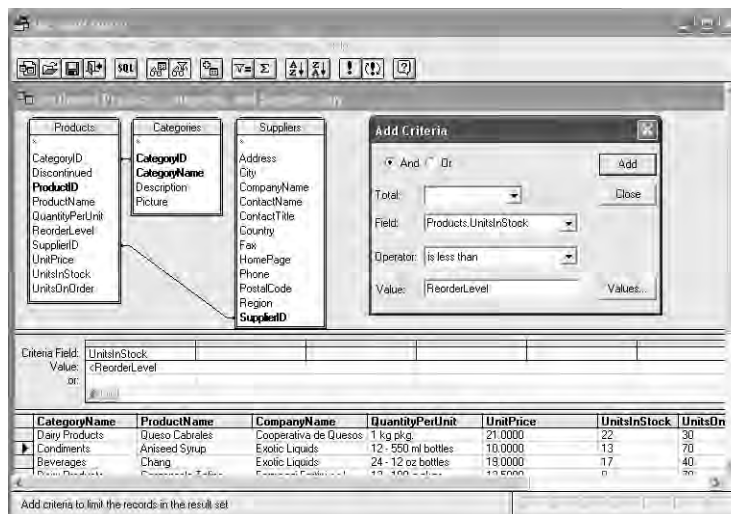 SQL
Products
Categories
Suppliers
*
*
*
CategoryID
Discontinued
ProductID
ProductName
QuantityPerUnit
ReorderLevel
SupplierID
UnitPrice
UnitsInStock
UnitsOnOrder
CategoryID
CategoryName
Description
Picture
Address
City
CompanyName
ContactName
ContactTitle
Country
Fax
HomePage
Phone
PostalCode
Region
SupplierID
Add Criteria
And Or
Add
Total:
Close
Field: Products.UnitsInStock
Operator: is less than
Value: ReorderLevel
Values...
Criteria Field: UnitsInStock
Value: <ReorderLevel
or:
CategoryName ProductName CompanyName QuantityPerUnit UnitPrice UnitsInStock UnitsOn
Dairy Products Queso Cabrales Cooperativa de Quesos 1 kg pkg. 21.0000 22 30
Condiments Aniseed Syrup Exotic Liquids 12 - 550 ml bottles 10.0000 13 70
Beverages Chang Exotic Liquids 24 - 12 oz bottles 19.0000 17 40
Add criteria to limit the records in the result set